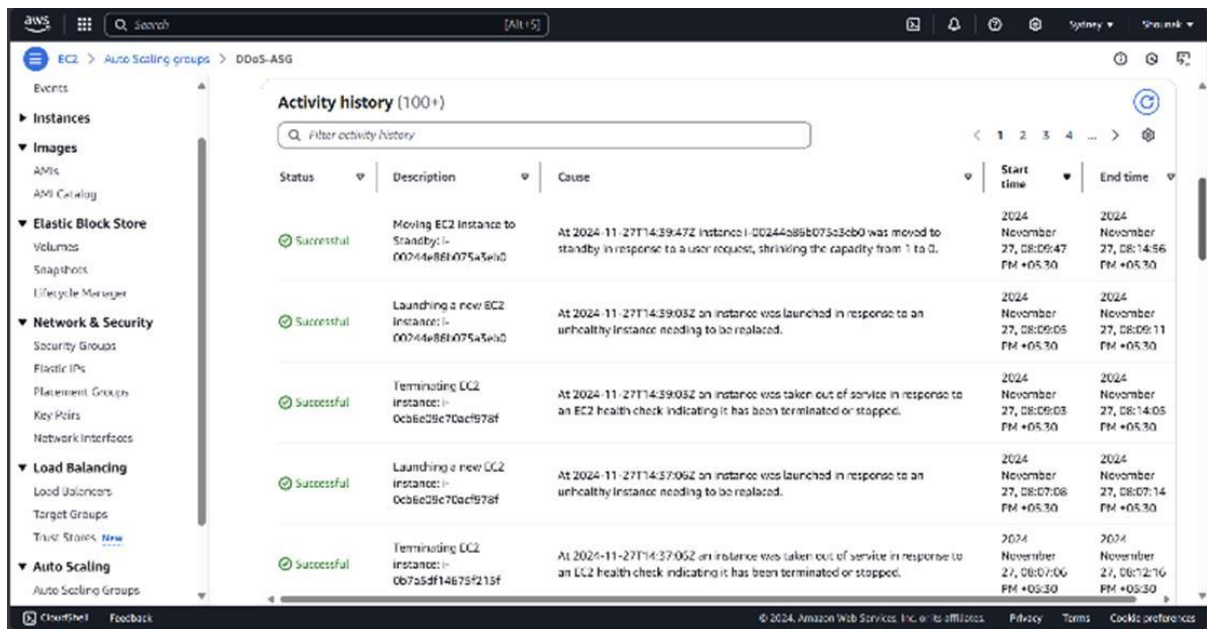 aws
Search
[Alt+S]
Sydney
Shounak
EC2 > Auto Scaling groups > DDoS-ASG
Events
Instances
Images
AMIs
AMI Catalog
Elastic Block Store
Volumes
Snapshots
Lifecycle Manager
Network & Security
Security Groups
Elastic IPs
Placement Groups
Key Pairs
Network Interfaces
Load Balancing
Load Balancers
Target Groups
Trust Stores New
Auto Scaling
Auto Scaling Groups
Activity history (100+)
Filter activity history
1 2 3 4 ...
Status
Description
Cause
Start
time
End time
Successful
Moving EC2 instance to
Standby: i-
00244e86b075a3eb0
At 2024-11-27T14:39:47Z instance i-00244e86b075a3eb0 was moved to
standby in response to a user request, shrinking the capacity from 1 to 0.
2024
November
27, 08:09:47
PM +05:30
2024
November
27, 08:14:56
PM +05:30
Successful
Launching a new EC2
instance: i-
00244e86b075a3eb0
At 2024-11-27T14:39:03Z an instance was launched in response to an
unhealthy instance needing to be replaced.
2024
November
27, 08:09:05
PM +05:30
2024
November
27, 08:09:11
PM +05:30
Successful
Terminating EC2
instance: i-
0cb6e09c70acf978f
At 2024-11-27T14:39:03Z an instance was taken out of service in response to
an EC2 health check indicating it has been terminated or stopped.
2024
November
27, 08:09:03
PM +05:30
2024
November
27, 08:14:05
PM +05:30
Successful
Launching a new EC2
instance: i-
0cb6e09c70acf978f
At 2024-11-27T14:37:06Z an instance was launched in response to an
unhealthy instance needing to be replaced.
2024
November
27, 08:07:08
PM +05:30
2024
November
27, 08:07:14
PM +05:30
Successful
Terminating EC2
instance: i-
0b7a5df14675f215f
At 2024-11-27T14:37:06Z an instance was taken out of service in response to
an EC2 health check indicating it has been terminated or stopped.
2024
November
27, 08:07:06
PM +05:30
2024
November
27, 08:12:16
PM +05:30
CloudShell
Feedback
© 2024, Amazon Web Services, Inc. or its affiliates.
Privacy
Terms
Cookie preferences